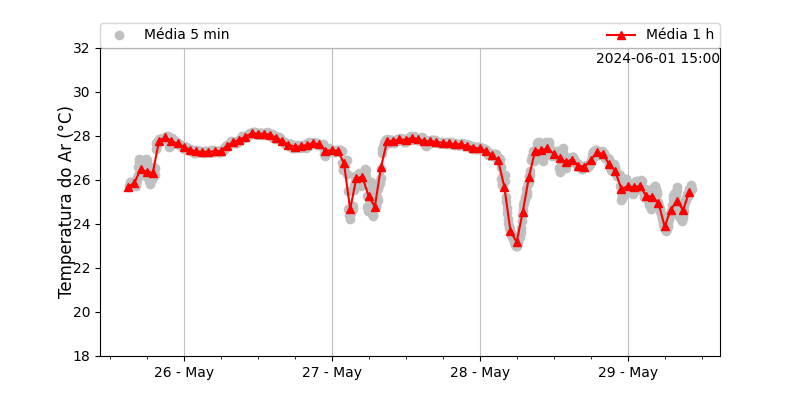 Média 5 min
Média 1 h
2024-06-01 15:00
Temperatura do Ar (°C)
32
30
28
26
24
22
20
18
26 - May
27 - May
28 - May
29 - May